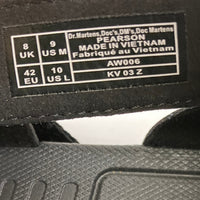 8 UK
9 US M
42 EU
10 US L
Dr.Martens,Doc's,DM's,Doc Martens
PEARSON
MADE IN VIETNAM
Fabriqué au Vietnam
AW006
KV 03 Z